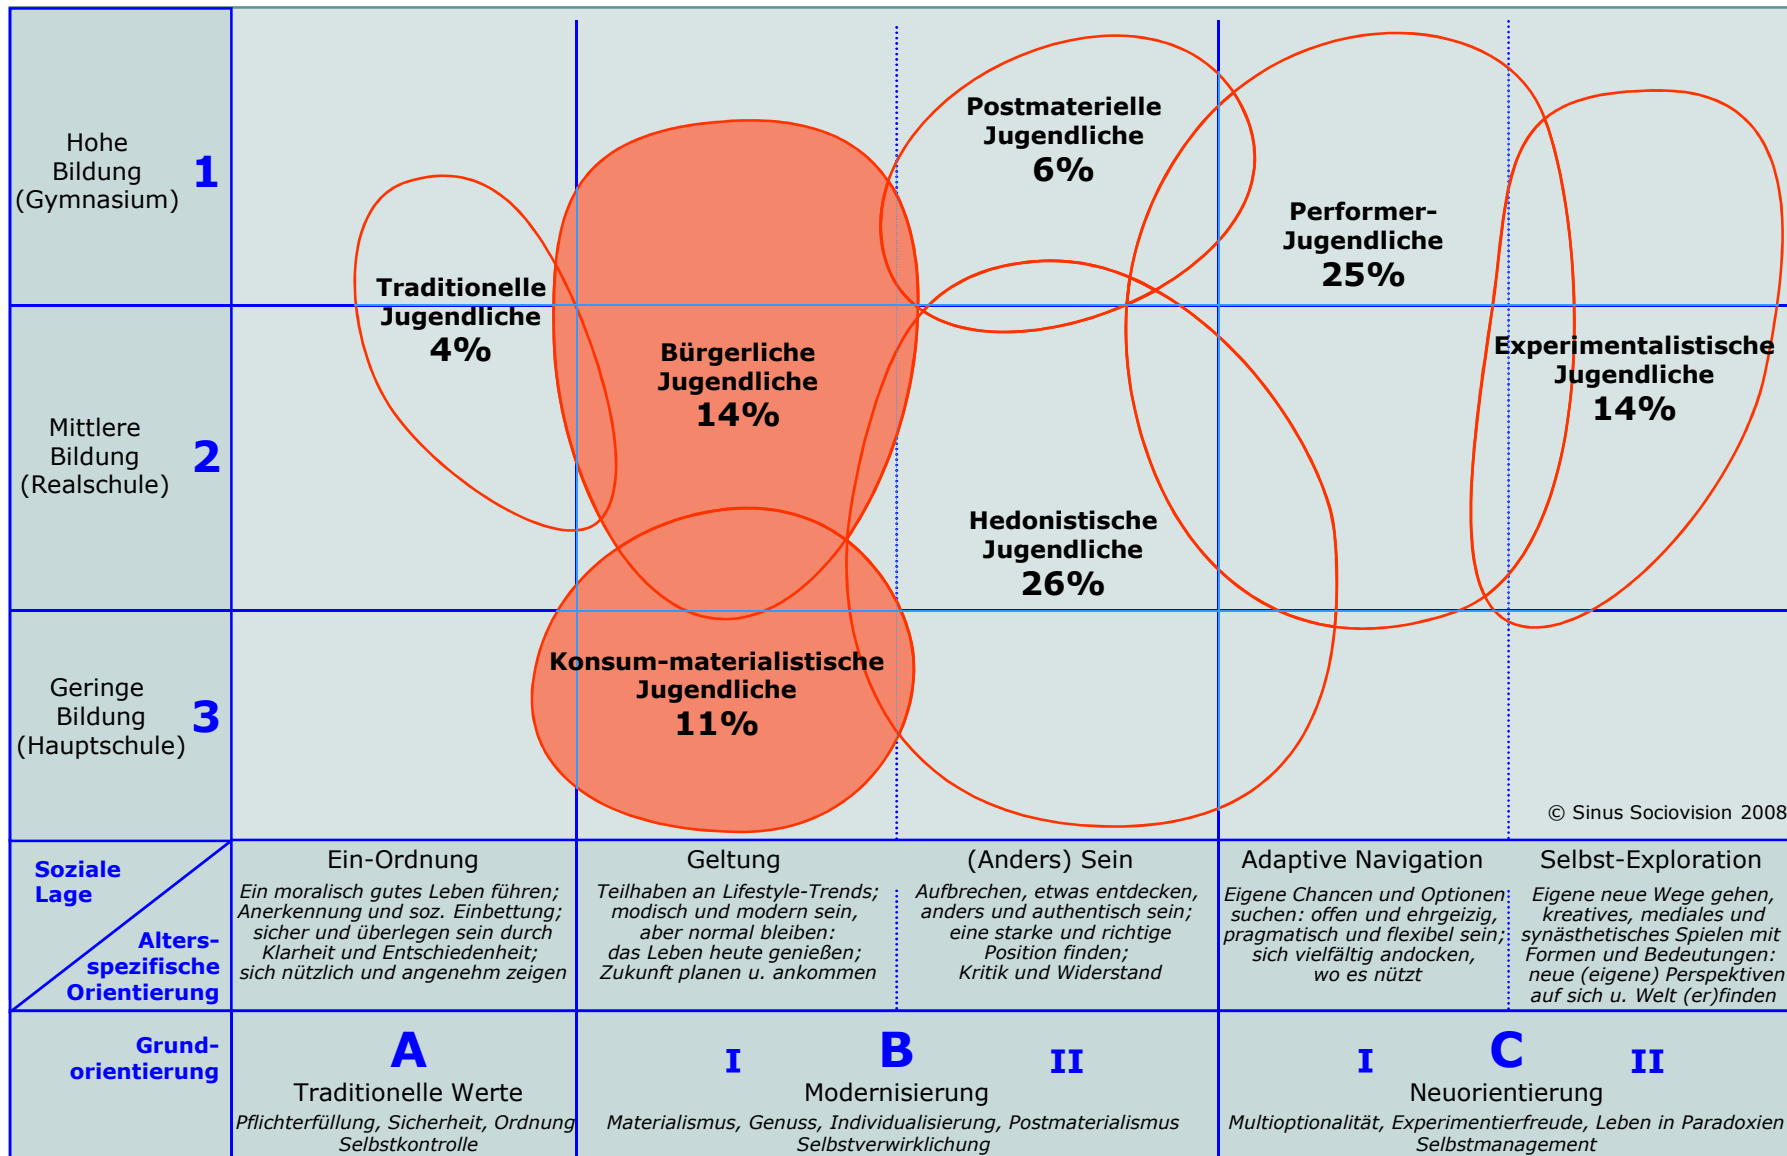 Hohe
Bildung
(Gymnasium)
1
Mittlere
Bildung
(Realschule)
2
Geringe
Bildung
(Hauptschule)
3
Traditionelle
Jugendliche
4%
Bürgerliche
Jugendliche
14%
Konsum-materialistische
Jugendliche
11%
Postmaterielle
Jugendliche
6%
Hedonistische
Jugendliche
26%
Performer-
Jugendliche
25%
Experimentalistische
Jugendliche
14%
© Sinus Sociovision 2008
Soziale
Lage
Alters-
spezifische
Orientierung
Ein-Ordnung
Ein moralisch gutes Leben führen;
Anerkennung und soz. Einbettung;
sicher und überlegen sein durch
Klarheit und Entschiedenheit;
sich nützlich und angenehm zeigen
Geltung
Teilhaben an Lifestyle-Trends;
modisch und modern sein,
aber normal bleiben:
das Leben heute genießen;
Zukunft planen u. ankommen
(Anders) Sein
Aufbrechen, etwas entdecken,
anders und authentisch sein;
eine starke und richtige
Position finden;
Kritik und Widerstand
Adaptive Navigation
Eigene Chancen und Optionen
suchen: offen und ehrgeizig,
pragmatisch und flexibel sein;
sich vielfältig andocken,
wo es nützt
Selbst-Exploration
Eigene neue Wege gehen,
kreatives, mediales und
synästhetisches Spielen mit
Formen und Bedeutungen:
neue (eigene) Perspektiven
auf sich u. Welt (er)finden
Grund-
orientierung
A
Traditionelle Werte
Pflichterfüllung, Sicherheit, Ordnung
Selbstkontrolle
I B II
Modernisierung
Materialismus, Genuss, Individualisierung, Postmaterialismus
Selbstverwirklichung
I C II
Neuorientierung
Multioptionalität, Experimentierfreude, Leben in Paradoxien
Selbstmanagement